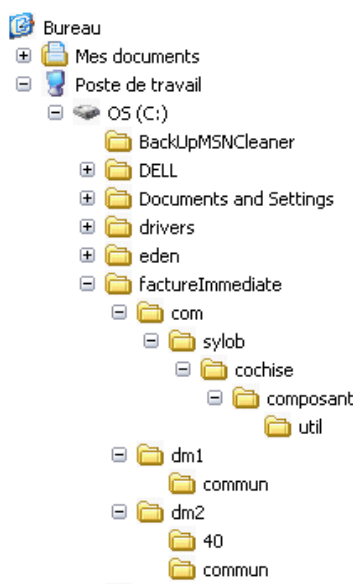 Bureau
Mes documents
Poste de travail
OS (C:)
BackUpMSNCleaner
DELL
Documents and Settings
drivers
eden
factureImmediate
com
sylob
cochise
composant
util
dm1
commun
dm2
40
commun